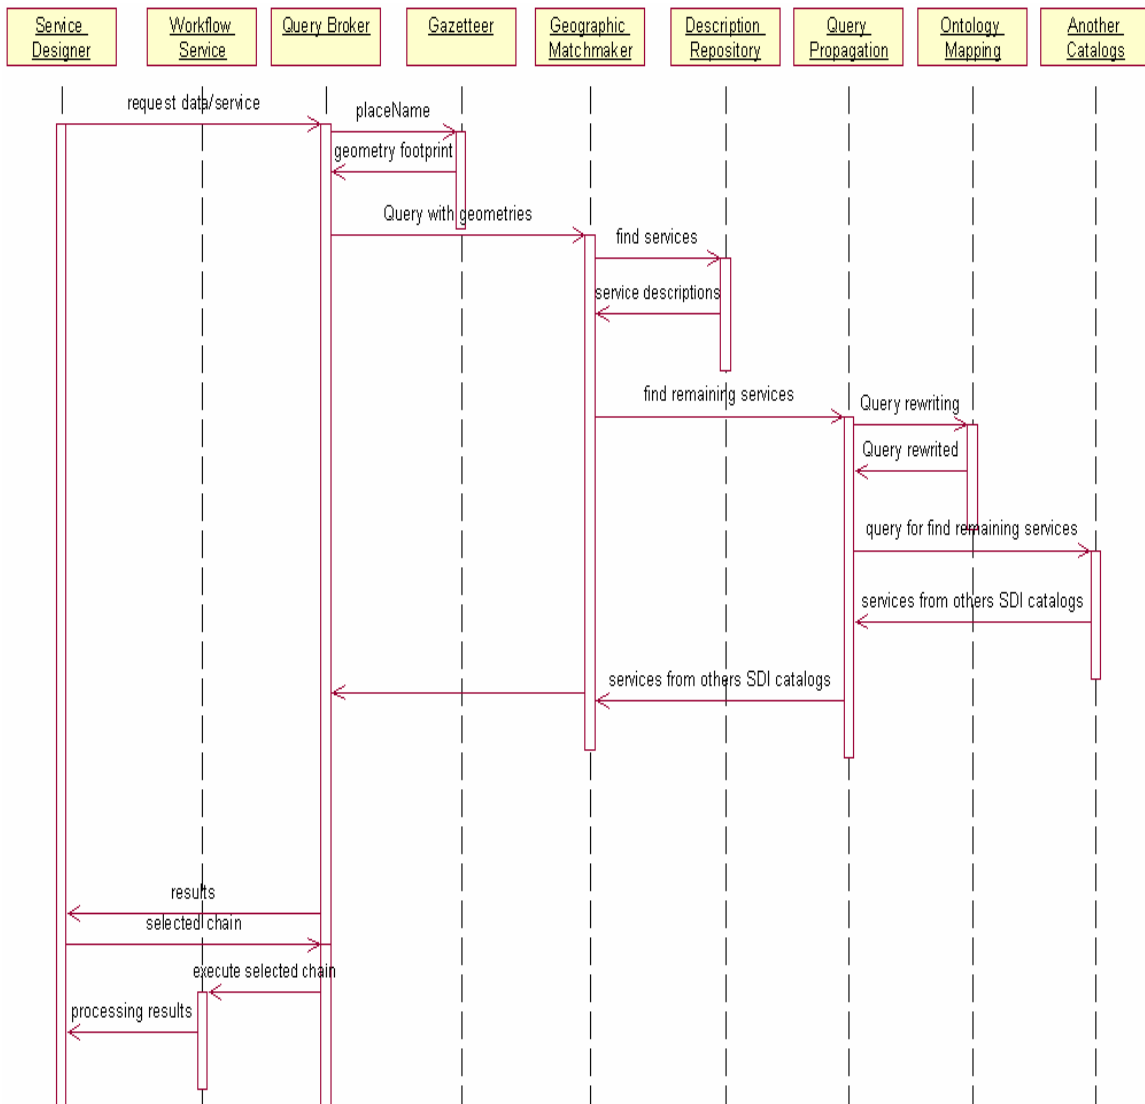 Service
Designer
Workflow
Service
Query Broker
Gazetteer
Geographic
Matchmaker
Description
Repository
Query
Propagation
Ontology
Mapping
Another
Catalogs
request data/service
placeName
geometry footprint
Query with geometries
find services
service descriptions
find remaining services
Query rewriting
Query rewrited
query for find remaining services
services from others SDI catalogs
services from others SDI catalogs
results
selected chain
execute selected chain
processing results